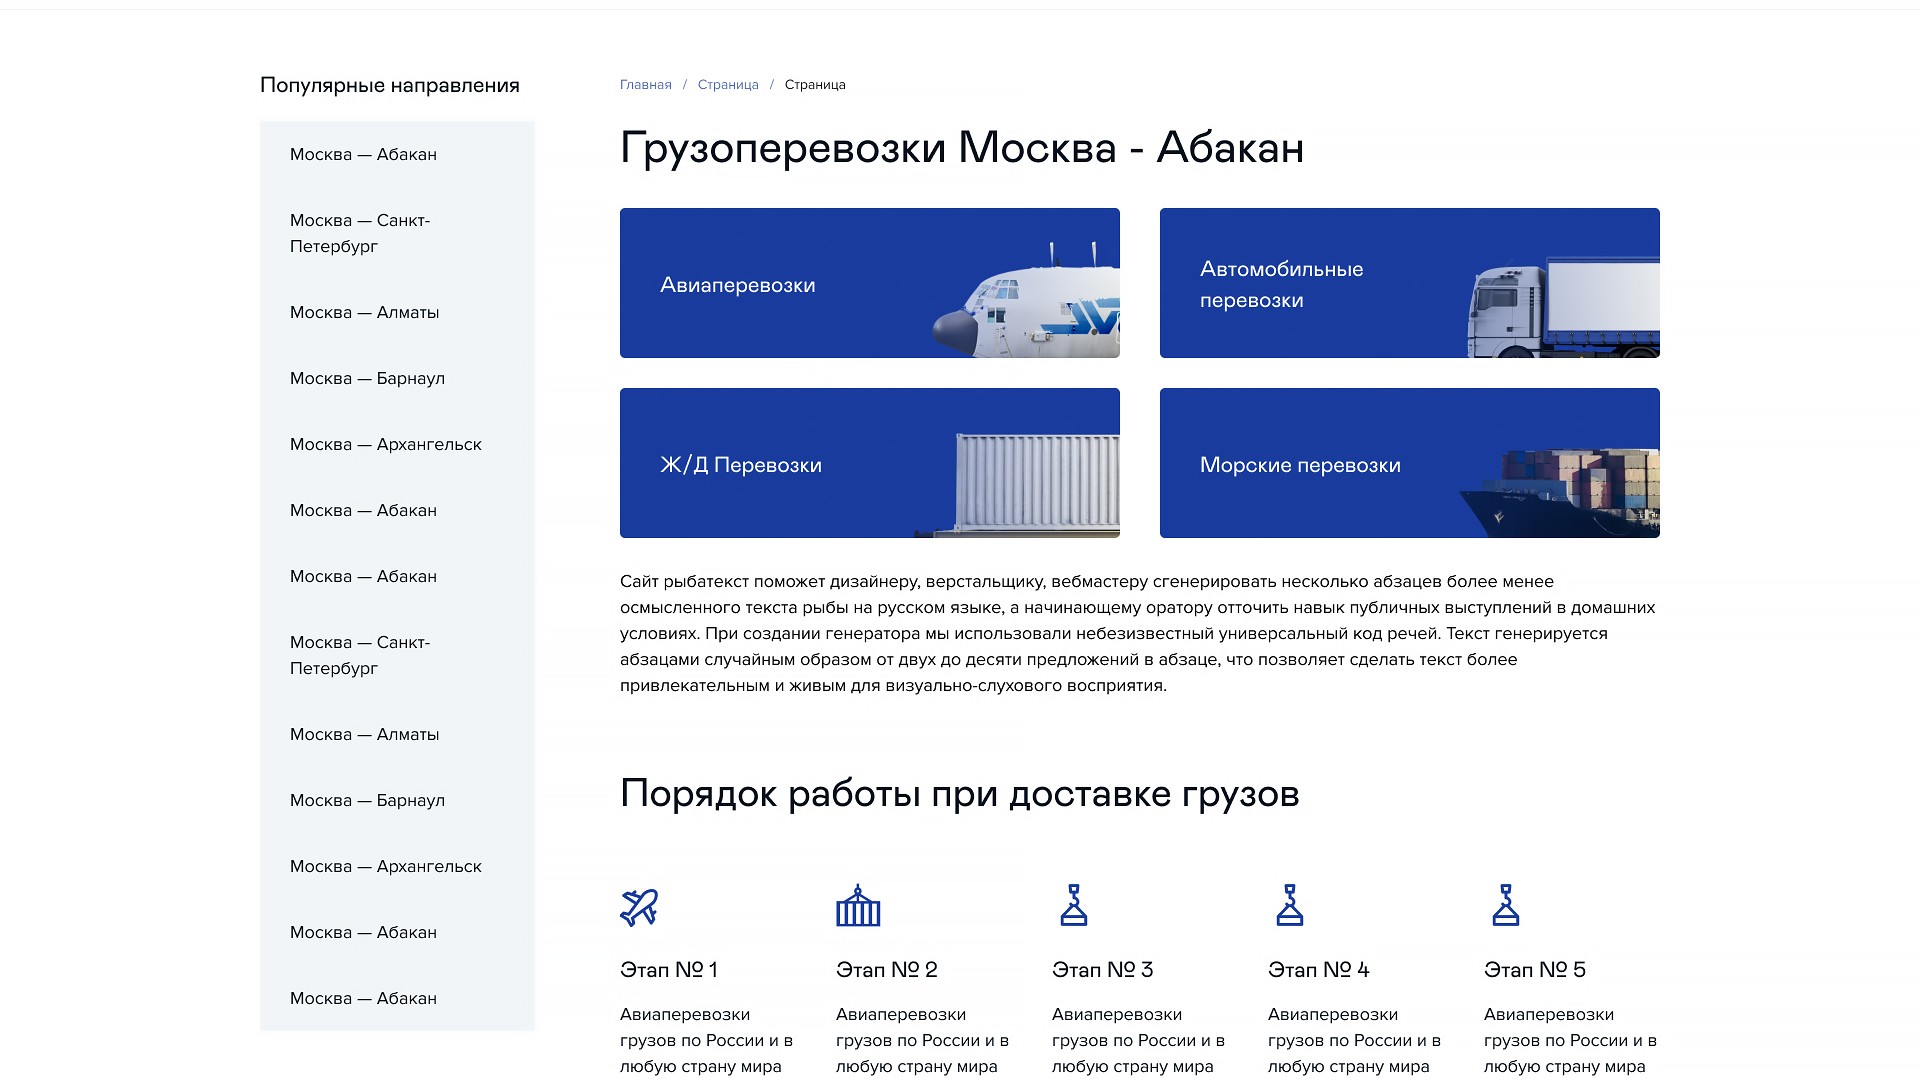 Популярные направления
Москва — Абакан
Москва — Санкт-
Петербург
Москва — Алматы
Москва — Барнаул
Москва — Архангельск
Москва — Абакан
Москва — Абакан
Москва — Санкт-
Петербург
Москва — Алматы
Москва — Барнаул
Москва — Архангельск
Москва — Абакан
Москва — Абакан
Главная / Страница / Страница
Грузоперевозки Москва - Абакан
Авиаперевозки
Автомобильные
перевозки
Ж/Д Перевозки
Морские перевозки
Сайт рыбатекст поможет дизайнеру, верстальщику, вебмастеру сгенерировать несколько абзацев более менее
осмысленного текста рыбы на русском языке, а начинающему оратору отточить навык публичных выступлений в домашних
условиях. При создании генератора мы использовали небезизвестный универсальный код речей. Текст генерируется
абзацами случайным образом от двух до десяти предложений в абзаце, что позволяет сделать текст более
привлекательным и живым для визуально-слухового восприятия.
Порядок работы при доставке грузов
Этап № 1
Авиаперевозки
грузов по России и в
любую страну мира
Этап № 2
Авиаперевозки
грузов по России и в
любую страну мира
Этап № 3
Авиаперевозки
грузов по России и в
любую страну мира
Этап № 4
Авиаперевозки
грузов по России и в
любую страну мира
Этап № 5
Авиаперевозки
грузов по России и в
любую страну мира